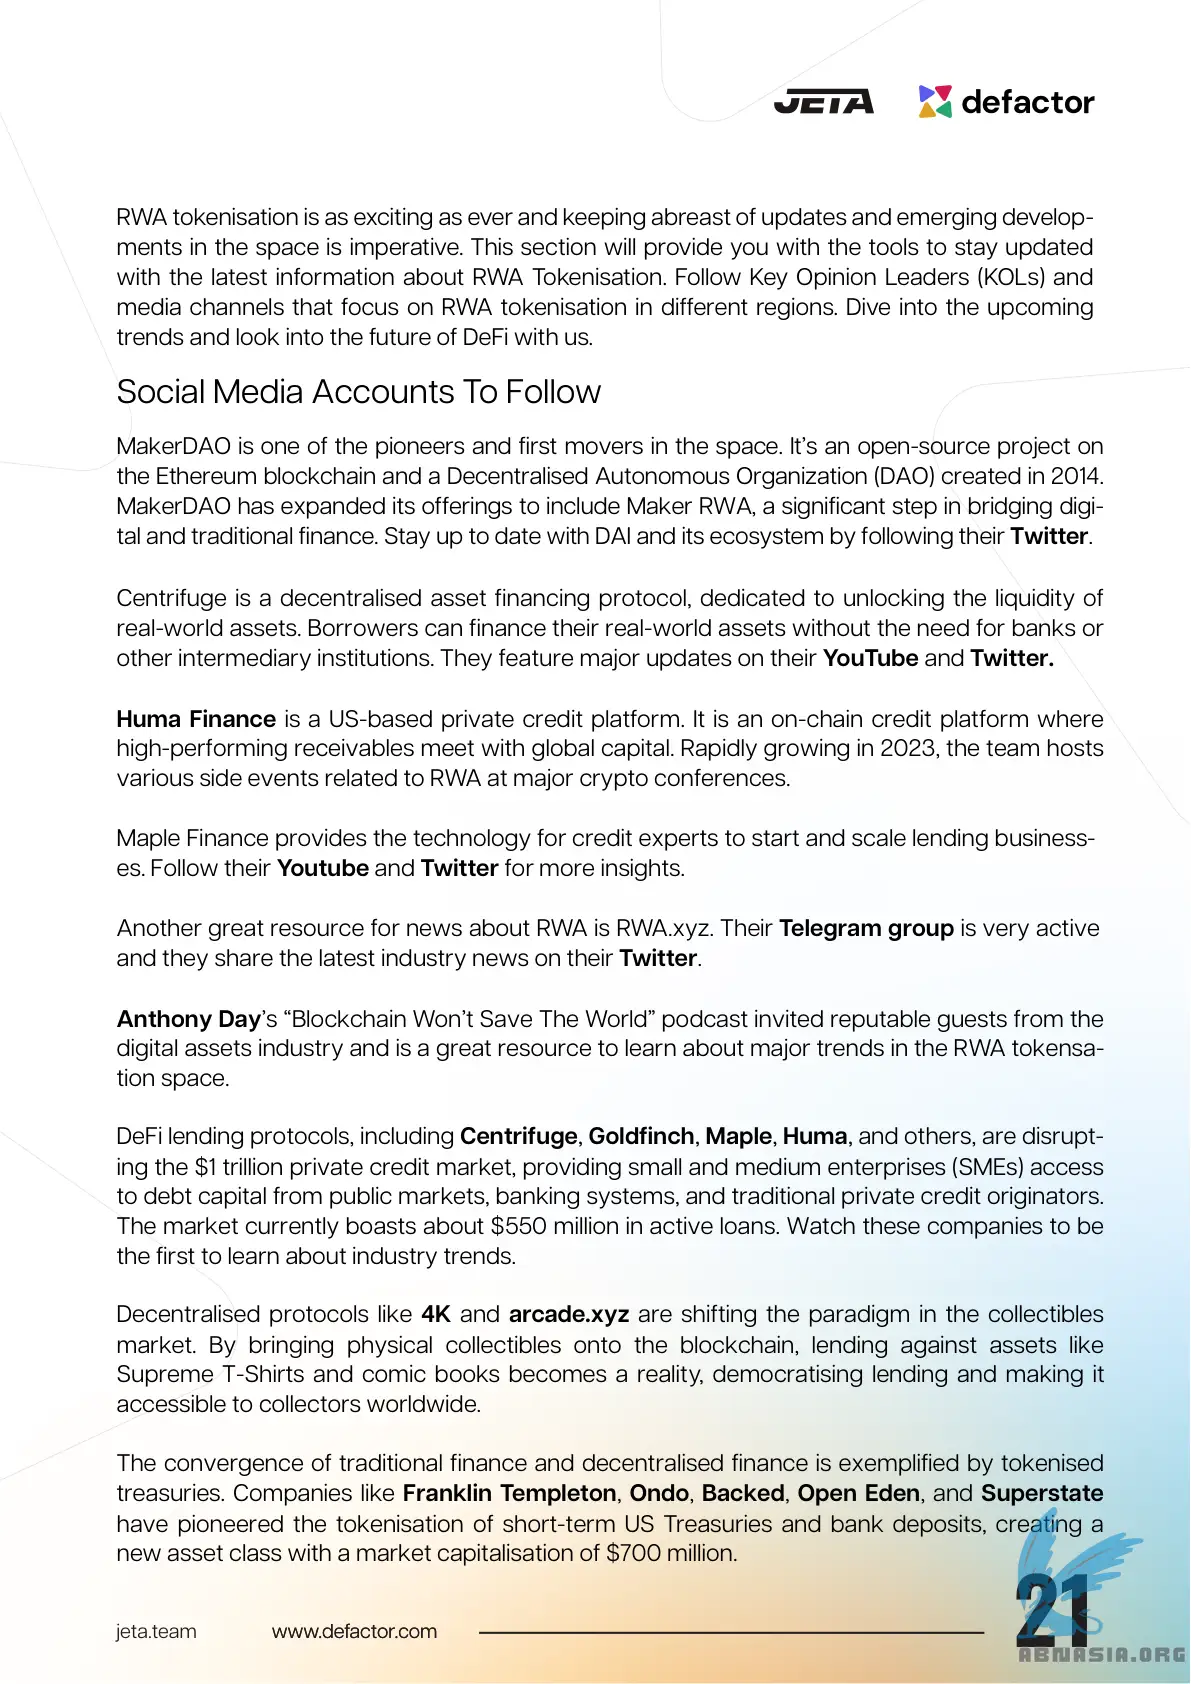 JETA defactor
RWA tokenisation is as exciting as ever and keeping abreast of updates and emerging develop-
ments in the space is imperative. This section will provide you with the tools to stay updated
with the latest information about RWA Tokenisation. Follow Key Opinion Leaders (KOLs) and
media channels that focus on RWA tokenisation in different regions. Dive into the upcoming
trends and look into the future of DeFi with us.
Social Media Accounts To Follow
MakerDAO is one of the pioneers and first movers in the space. It’s an open-source project on
the Ethereum blockchain and a Decentralised Autonomous Organization (DAO) created in 2014.
MakerDAO has expanded its offerings to include Maker RWA, a significant step in bridging digi-
tal and traditional finance. Stay up to date with DAI and its ecosystem by following their Twitter.
Centrifuge is a decentralised asset financing protocol, dedicated to unlocking the liquidity of
real-world assets. Borrowers can finance their real-world assets without the need for banks or
other intermediary institutions. They feature major updates on their YouTube and Twitter.
Huma Finance is a US-based private credit platform. It is an on-chain credit platform where
high-performing receivables meet with global capital. Rapidly growing in 2023, the team hosts
various side events related to RWA at major crypto conferences.
Maple Finance provides the technology for credit experts to start and scale lending business-
es. Follow their Youtube and Twitter for more insights.
Another great resource for news about RWA is RWA.xyz. Their Telegram group is very active
and they share the latest industry news on their Twitter.
Anthony Day’s “Blockchain Won’t Save The World” podcast invited reputable guests from the
digital assets industry and is a great resource to learn about major trends in the RWA tokensa-
tion space.
DeFi lending protocols, including Centrifuge, Goldfinch, Maple, Huma, and others, are disrupt-
ing the $1 trillion private credit market, providing small and medium enterprises (SMEs) access
to debt capital from public markets, banking systems, and traditional private credit originators.
The market currently boasts about $550 million in active loans. Watch these companies to be
the first to learn about industry trends.
Decentralised protocols like 4K and arcade.xyz are shifting the paradigm in the collectibles
market. By bringing physical collectibles onto the blockchain, lending against assets like
Supreme T-Shirts and comic books becomes a reality, democratising lending and making it
accessible to collectors worldwide.
The convergence of traditional finance and decentralised finance is exemplified by tokenised
treasuries. Companies like Franklin Templeton, Ondo, Backed, Open Eden, and Superstate
have pioneered the tokenisation of short-term US Treasuries and bank deposits, creating a
new asset class with a market capitalisation of $700 million.
jeta.team www.defactor.com 21
ABNASIA.ORG